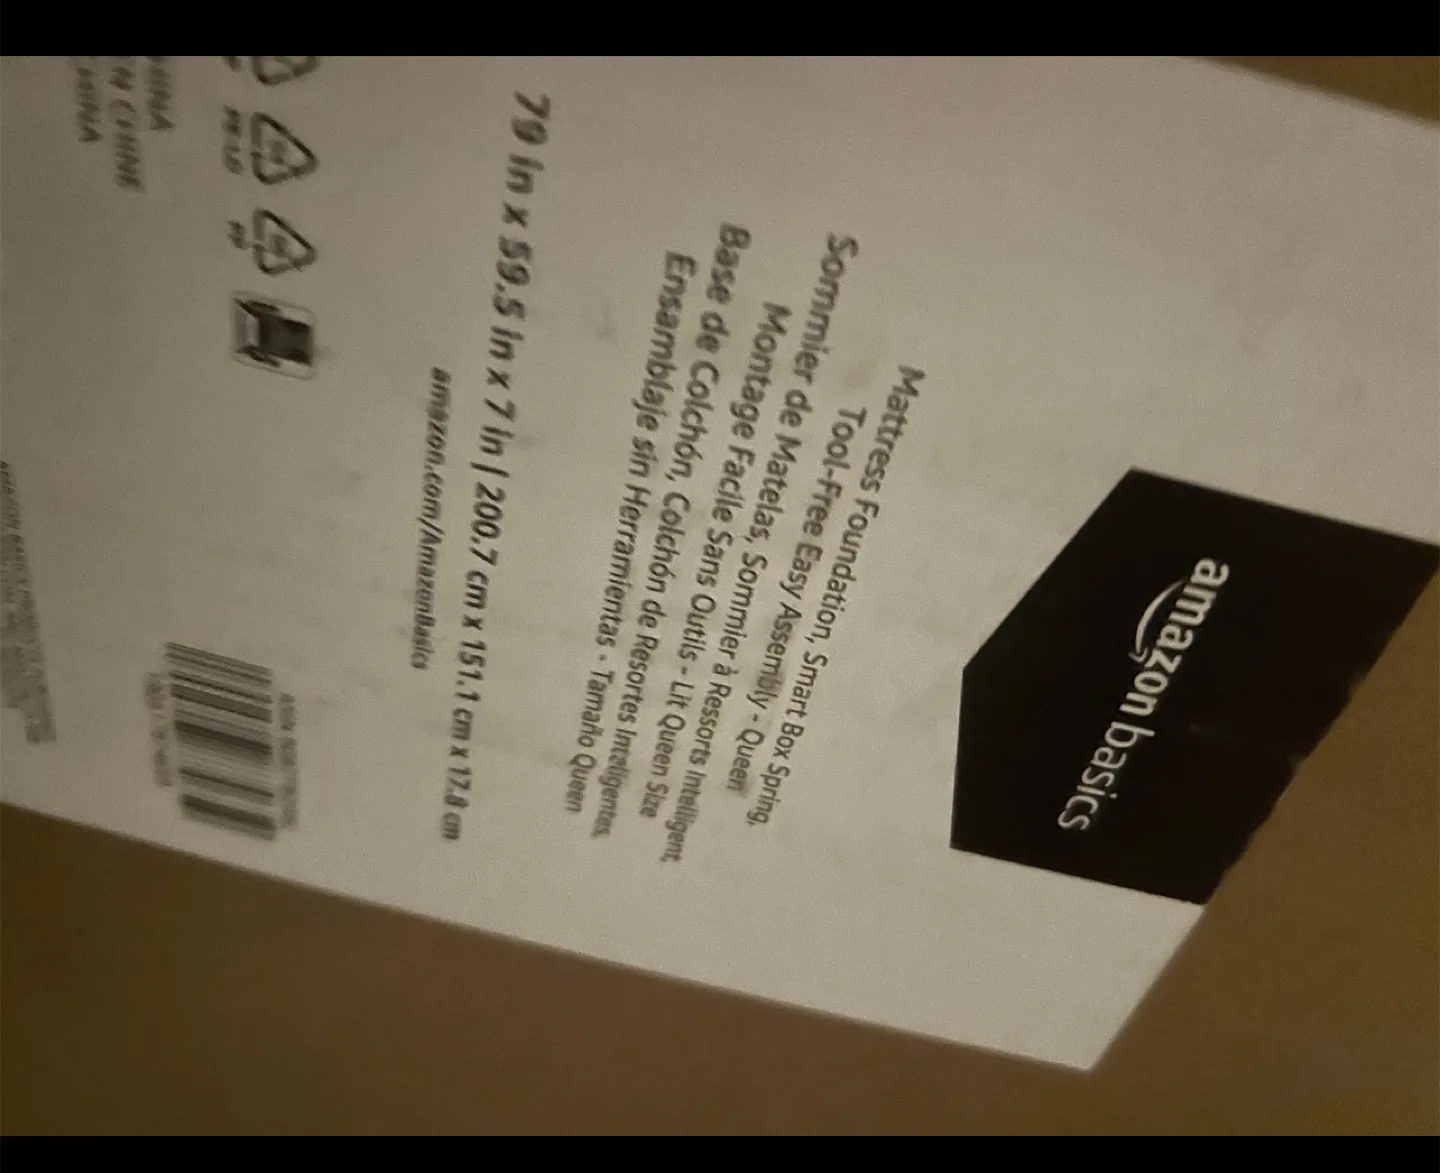 amazon basics
Mattress Foundation, Smart Box Spring,
Tool-Free Easy Assembly - Queen
Sommier de Matelas, Sommier à Ressorts Intelligent,
Montage Facile Sans Outils - Lit Queen Size
Base de Colchón, Colchón de Resortes Inteligentes,
Ensamblaje sin Herramientas - Tamaño Queen
79 in x 59.5 in x 7 in | 200.7 cm x 151.1 cm x 17.8 cm
amazon.com/AmazonBasics
CHINE
CHINA